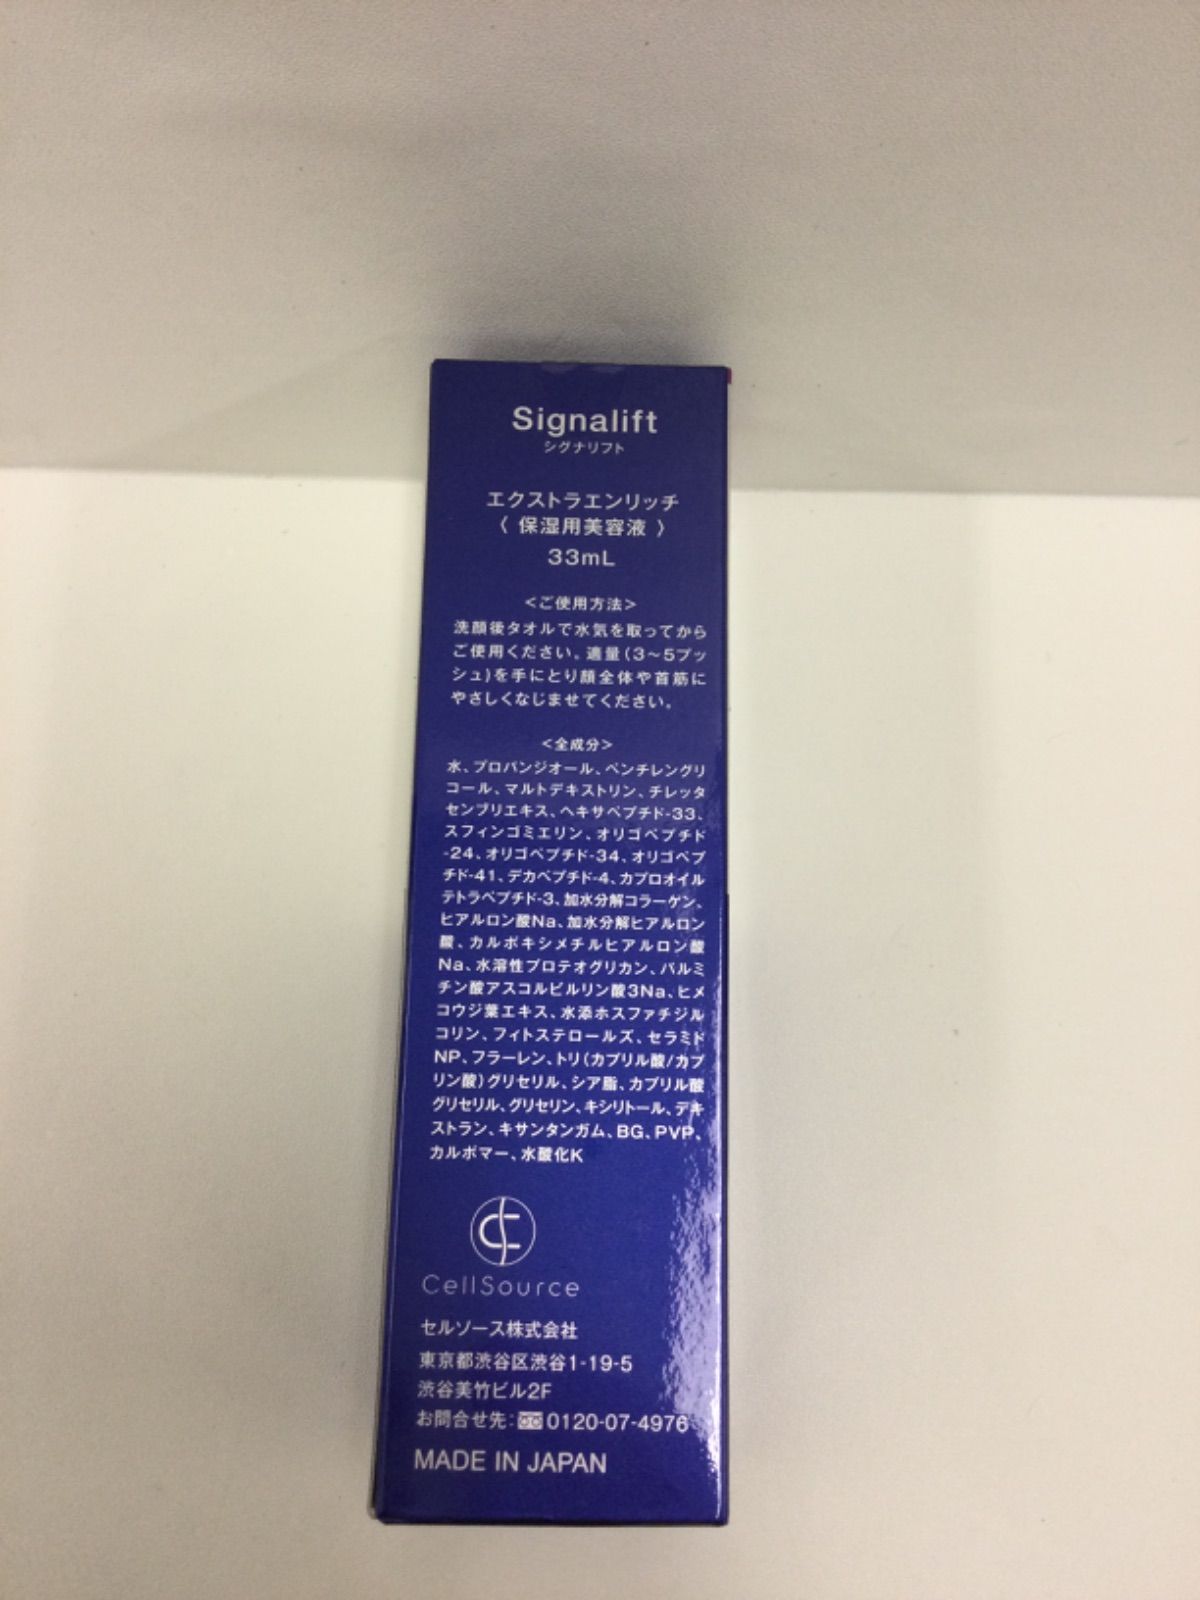 Signalift
シグナリフト
エクストラエンリッチ
〈 保湿用美容液 〉
33mL
＜ご使用方法＞
洗顔後タオルで水気を取ってから
ご使用ください。適量(3〜5プッ
シュ)を手にとり顔全体や首筋に
やさしくなじませてください。
＜全成分＞
水、プロパンジオール、ペンチレングリ
コール、マルトデキストリン、チレッタ
センブリエキス、ヘキサペプチド-33、
スフィンゴミエリン、オリゴペプチド
-24、オリゴペプチド-34、オリゴペプ
チド-41、デカペプチド-4、カプロオイル
テトラペプチド-3、加水分解コラーゲン、
ヒアルロン酸Na、加水分解ヒアルロン
酸、カルボキシメチルヒアルロン酸
Na、水溶性プロテオグリカン、パルミ
チン酸アスコルビルリン酸3Na、ヒメ
コウジ葉エキス、水添ホスファチジル
コリン、フィトステロールズ、セラミド
NP、フラーレン、トリ(カプリル酸/カプ
リン酸)グリセリル、シア脂、カプリル酸
グリセリル、グリセリン、キシリトール、デキ
ストラン、キサンタンガム、BG、PVP、
カルボマー、水酸化K
CellSource
セルソース株式会社
東京都渋谷区渋谷1-19-5
渋谷美竹ビル2F
お問合せ先: 0120-07-4976
MADE IN JAPAN